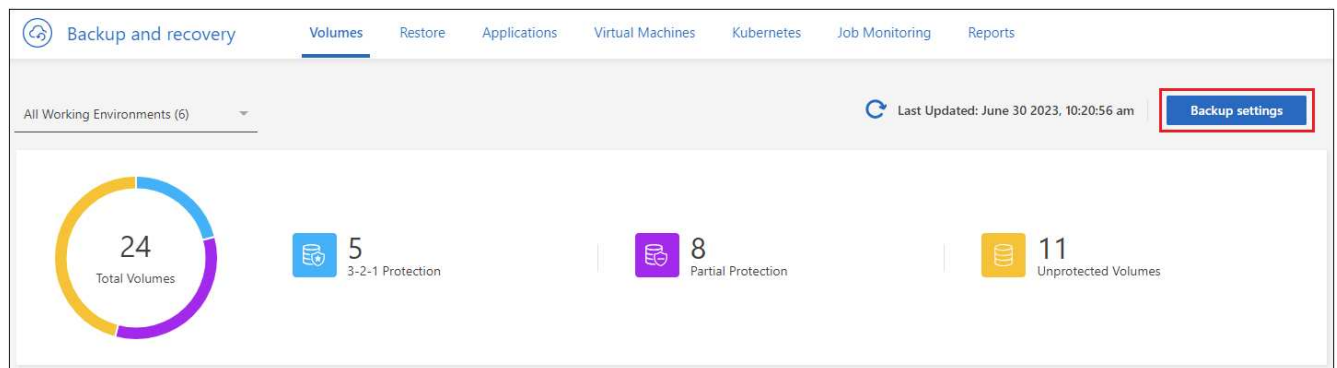 Backup and recovery
Volumes
Restore
Applications
Virtual Machines
Kubernetes
Job Monitoring
Reports
All Working Environments (6)
Last Updated: June 30 2023, 10:20:56 am
Backup settings
24
Total Volumes
5
3-2-1 Protection
8
Partial Protection
11
Unprotected Volumes